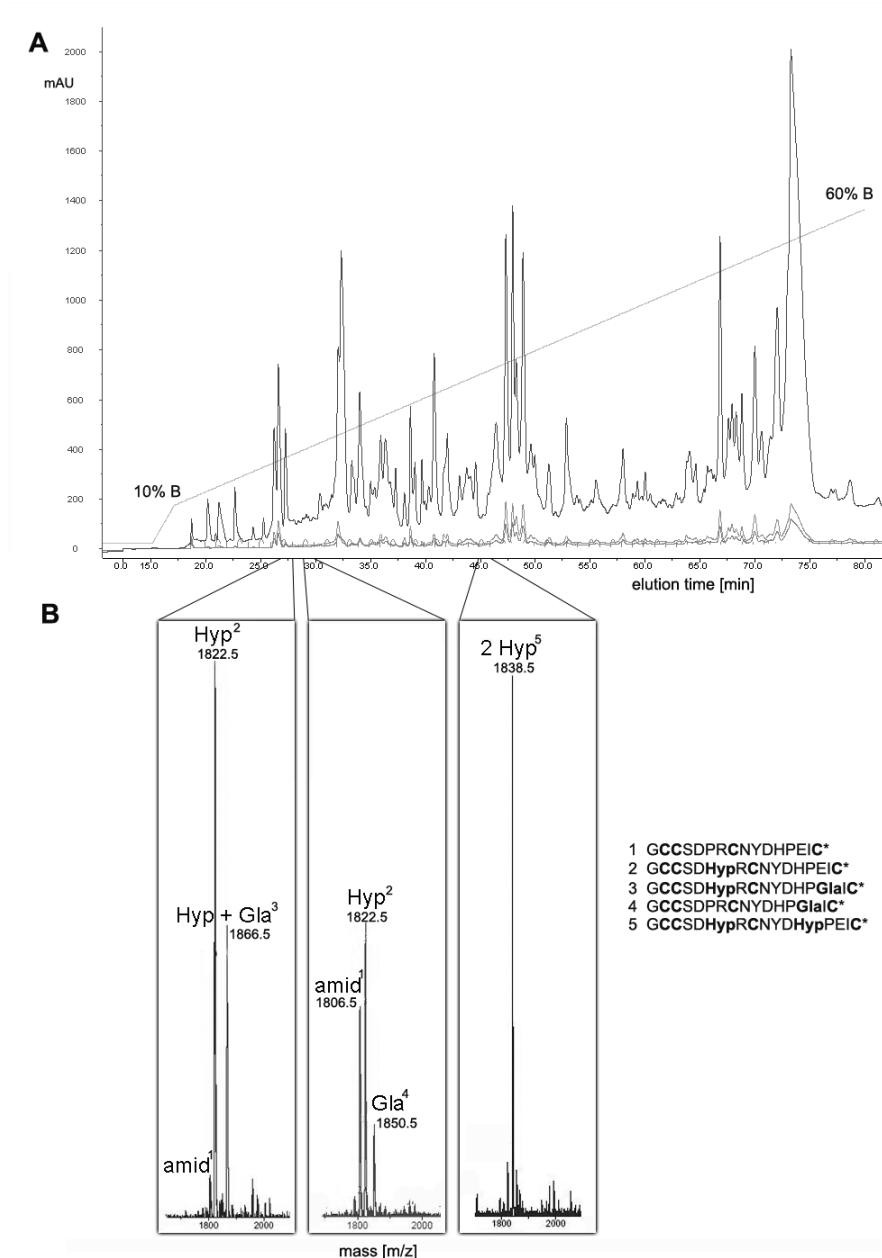 A
mAU
2000
1800
1600
1400
1200
1000
800
600
400
200
0
60% B
10% B
0.0 15.0 20.0 25.0 30.0 35.0 40.0 45.0 50.0 55.0 60.0 65.0 70.0 75.0 80.0
elution time [min]
B
Hyp²
1822.5
Hyp + Gla³
1866.5
amid¹
1800 2000
Hyp²
1822.5
amid¹
1806.5
Gla⁴
1850.5
1800 2000
2 Hyp⁵
1838.5
1800 2000
mass [m/z]
1 GCCSDPRCNYDHPEIC*
2 GCCSDHypRCNYDHPEIC*
3 GCCSDHypRCNYDHPGlaIC*
4 GCCSDPRCNYDHPGlaIC*
5 GCCSDHypRCNYDHypPEIC*